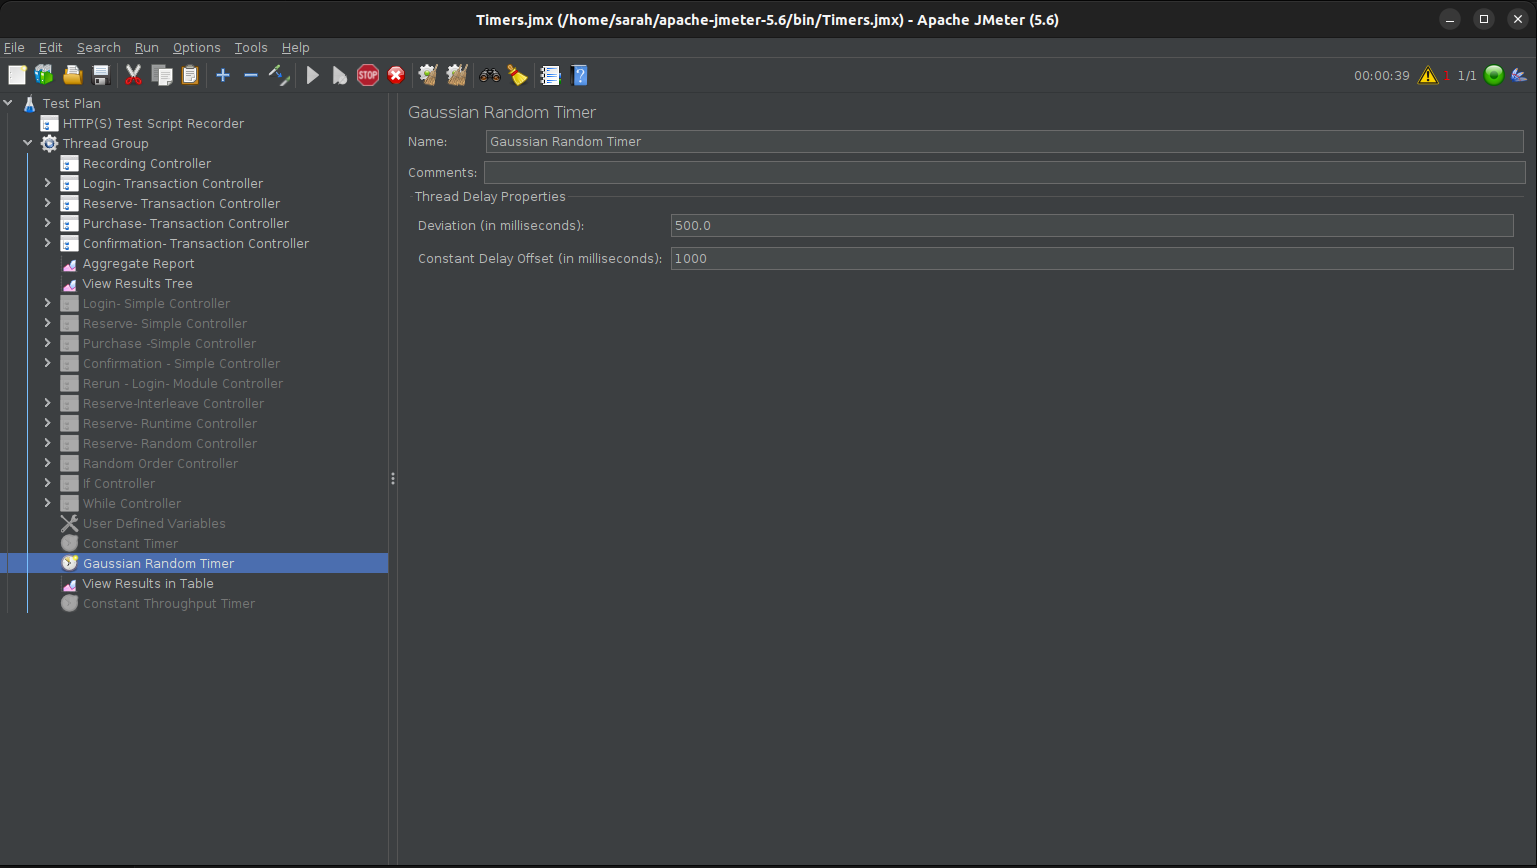 Timers.jmx (/home/sarah/apache-jmeter-5.6/bin/Timers.jmx) - Apache JMeter (5.6)
File Edit Search Run Options Tools Help
STOP ? 00:00:39 1 1/1
Test Plan
HTTP(S) Test Script Recorder
Thread Group
Recording Controller
Login- Transaction Controller
Reserve- Transaction Controller
Purchase- Transaction Controller
Confirmation- Transaction Controller
Aggregate Report
View Results Tree
Login- Simple Controller
Reserve- Simple Controller
Purchase -Simple Controller
Confirmation - Simple Controller
Rerun - Login- Module Controller
Reserve-Interleave Controller
Reserve- Runtime Controller
Reserve- Random Controller
Random Order Controller
If Controller
While Controller
User Defined Variables
Constant Timer
Gaussian Random Timer
View Results in Table
Constant Throughput Timer
Gaussian Random Timer
Name: Gaussian Random Timer
Comments:
Thread Delay Properties
Deviation (in milliseconds): 500.0
Constant Delay Offset (in milliseconds): 1000